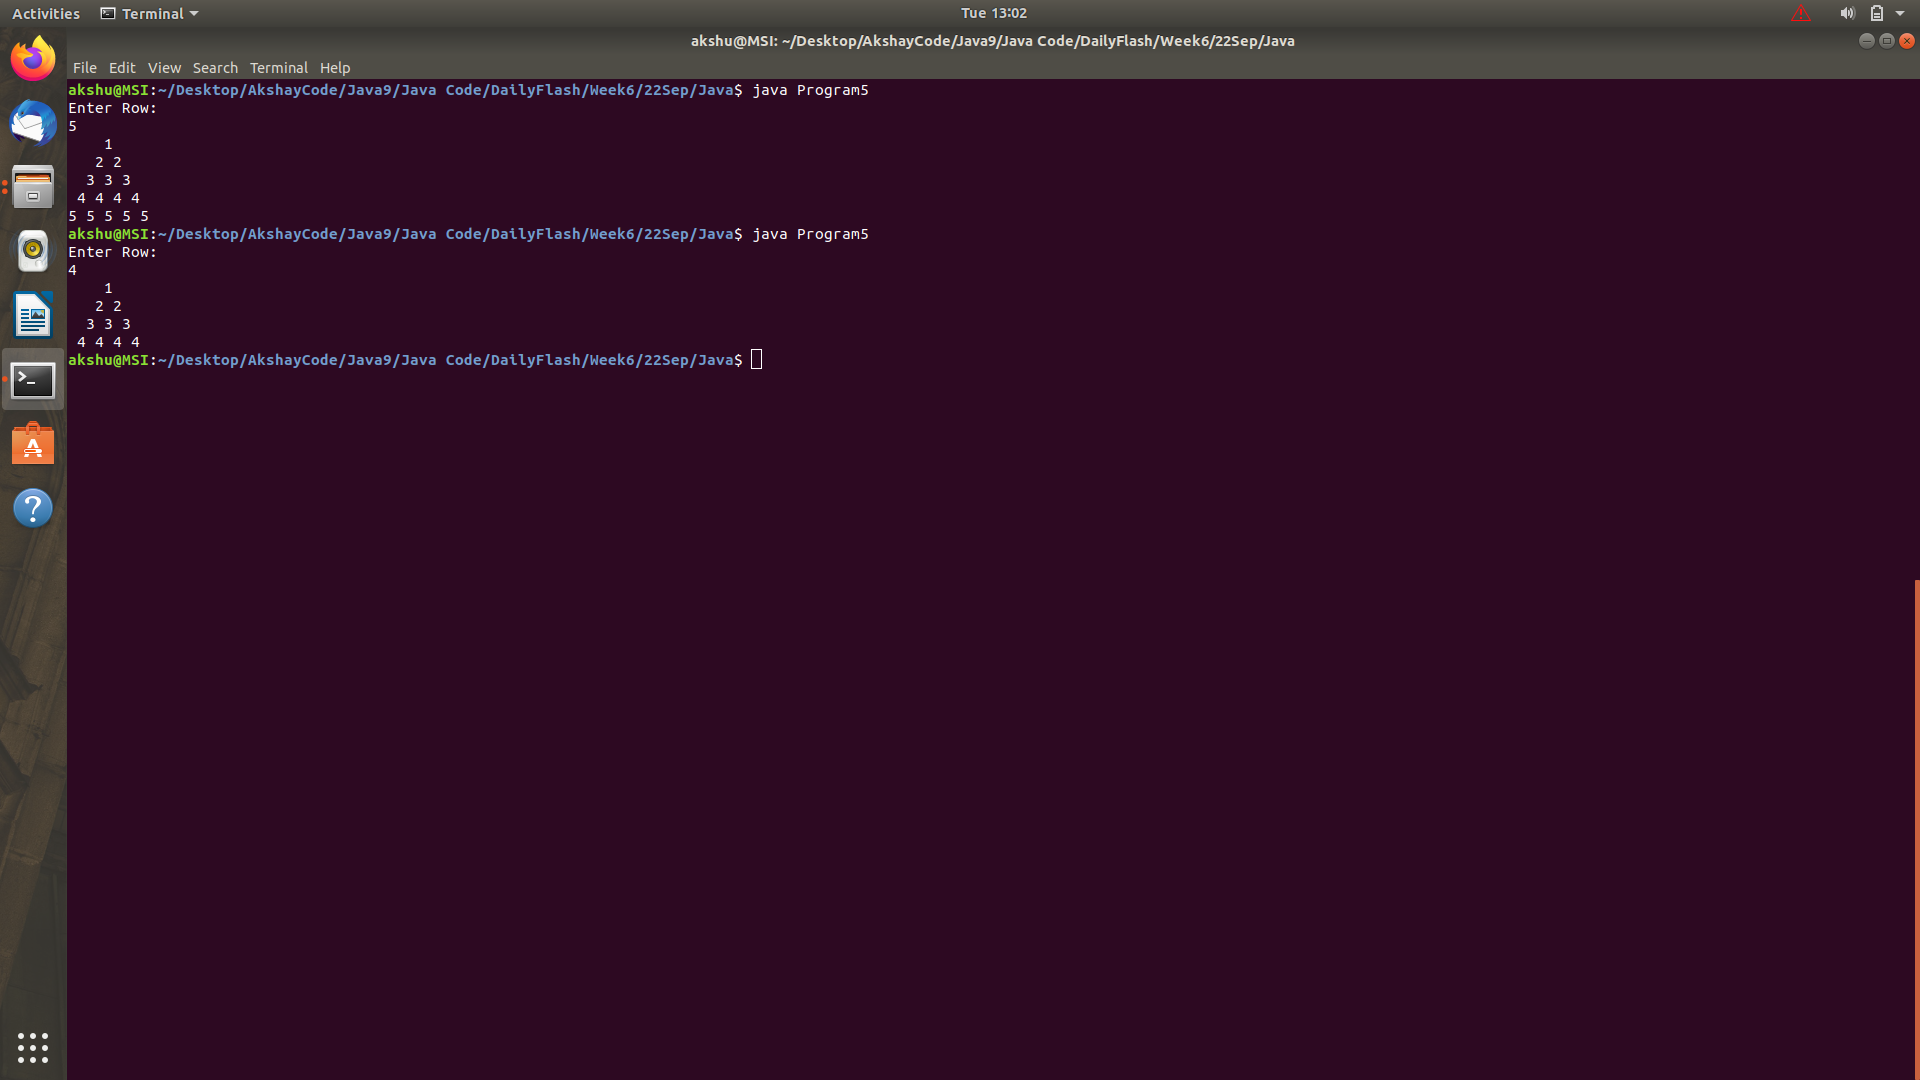 Activities Terminal Tue 13:02
akshu@MSI: ~/Desktop/AkshayCode/Java9/Java Code/DailyFlash/Week6/22Sep/Java
File Edit View Search Terminal Help
akshu@MSI:~/Desktop/AkshayCode/Java9/Java Code/DailyFlash/Week6/22Sep/Java$ java Program5
Enter Row:
5
    1
   2 2
  3 3 3
 4 4 4 4
5 5 5 5 5
akshu@MSI:~/Desktop/AkshayCode/Java9/Java Code/DailyFlash/Week6/22Sep/Java$ java Program5
Enter Row:
4
    1
   2 2
  3 3 3
 4 4 4 4
akshu@MSI:~/Desktop/AkshayCode/Java9/Java Code/DailyFlash/Week6/22Sep/Java$